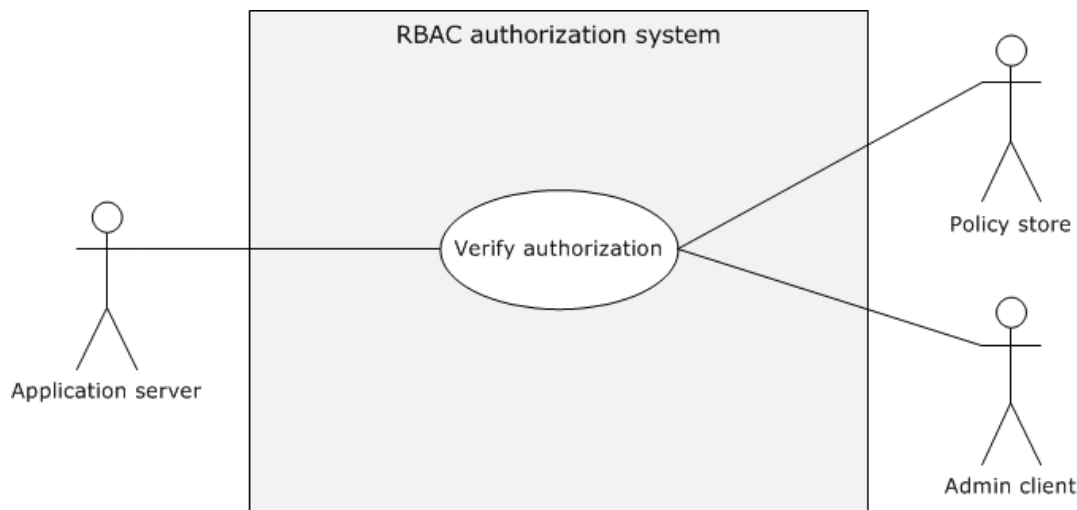 RBAC authorization system
Verify authorization
Policy store
Application server
Admin client